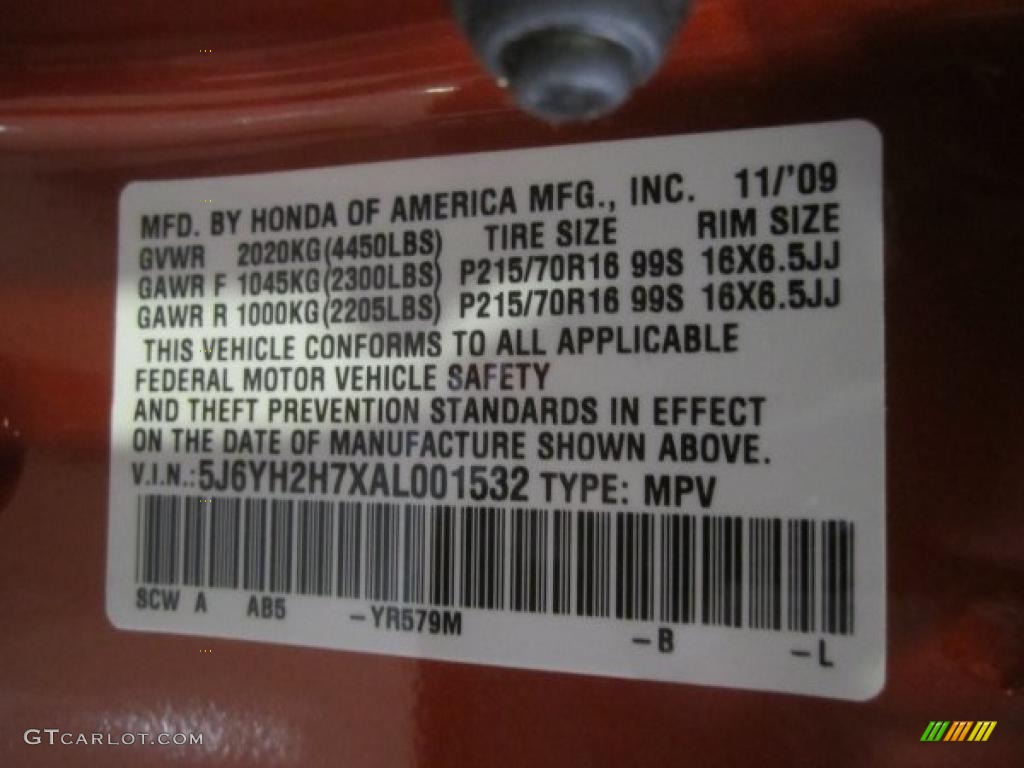 MFD. BY HONDA OF AMERICA MFG., INC. 11/'09
GVWR 2020KG(4450LBS) TIRE SIZE RIM SIZE
GAWR F 1045KG(2300LBS) P215/70R16 99S 16X6.5JJ
GAWR R 1000KG(2205LBS) P215/70R16 99S 16X6.5JJ
THIS VEHICLE CONFORMS TO ALL APPLICABLE
FEDERAL MOTOR VEHICLE SAFETY
AND THEFT PREVENTION STANDARDS IN EFFECT
ON THE DATE OF MANUFACTURE SHOWN ABOVE.
V.I.N.:5J6YH2H7XAL001532 TYPE: MPV
SCW A AB5 -YR579M -B -L
GTCARLOT.COM